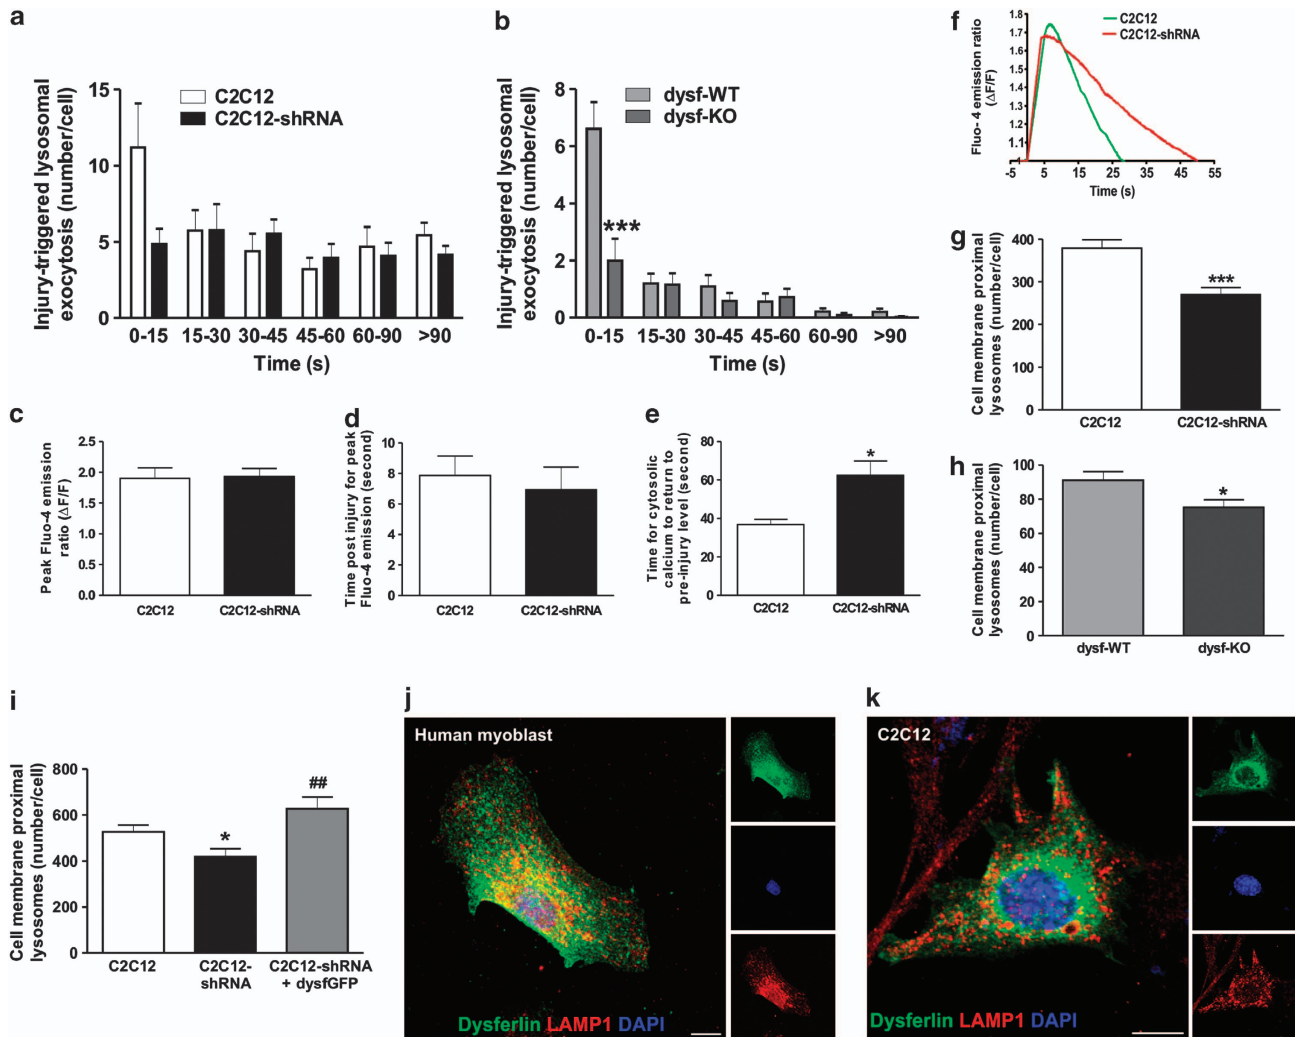 a
Injury-triggered lysosomal
exocytosis (number/cell)
15
10
5
0
C2C12
C2C12-shRNA
0-15 15-30 30-45 45-60 60-90 >90
Time (s)
b
Injury-triggered lysosomal
exocytosis (number/cell)
8
6
4
2
0
dysf-WT
dysf-KO
***
0-15 15-30 30-45 45-60 60-90 >90
Time (s)
f
Fluo- 4 emission ratio
(ΔF/F)
1.8
1.7
1.6
1.4
1.3
1.2
1.1
C2C12
C2C12-shRNA
-5 5 15 25 35 45 55
Time (s)
g
Cell membrane proximal
lysosomes (number/cell)
400
300
400
100
0
***
C2C12 C2C12-shRNA
c
Peak Fluo-4 emission
ratio (ΔF/F)
2.5
2.0
1.5
1.0
0.5
0.0
C2C12 C2C12-shRNA
d
Time post injury for peak
Fluo-4 emission (second)
10
8
6
4
2
0
C2C12 C2C12-shRNA
e
Time for cytosolic
calcium to return to
pre-injury level (second)
80
60
40
20
0
*
C2C12 C2C12-shRNA
h
Cell membrane proximal
lysosomes (number/cell)
100
80
60
40
20
0
*
dysf-WT dysf-KO
i
Cell membrane proximal
lysosomes (number/cell)
800
600
400
200
0
*
##
C2C12 C2C12- C2C12-shRNA
shRNA + dysfGFP
j
Human myoblast
Dysferlin LAMP1 DAPI
k
C2C12
Dysferlin LAMP1 DAPI